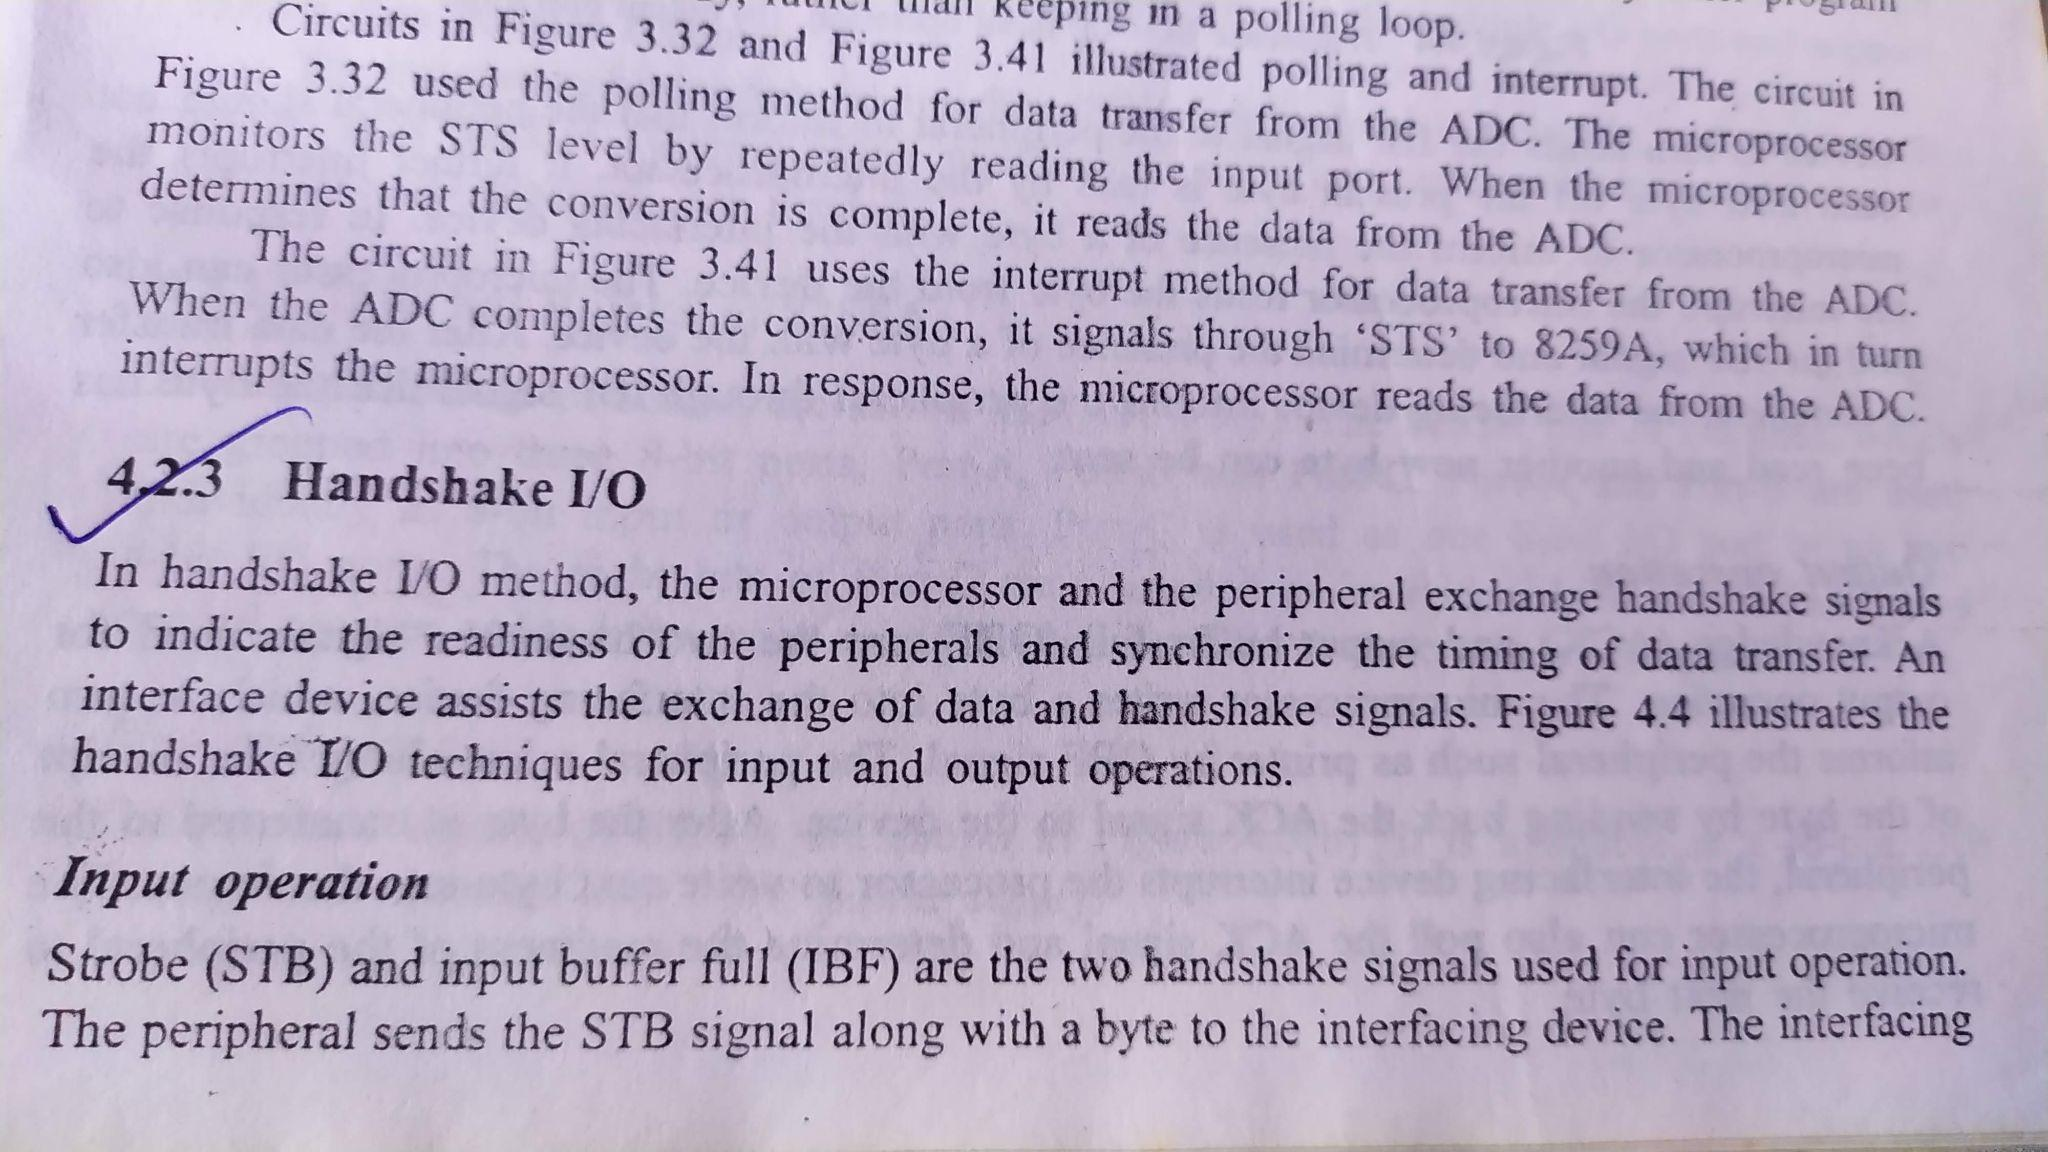 than keeping in a polling loop.
Circuits in Figure 3.32 and Figure 3.41 illustrated polling and interrupt. The circuit in
Figure 3.32 used the polling method for data transfer from the ADC. The microprocessor
monitors the STS level by repeatedly reading the input port. When the microprocessor
determines that the conversion is complete, it reads the data from the ADC.
The circuit in Figure 3.41 uses the interrupt method for data transfer from the ADC.
When the ADC completes the conversion, it signals through ‘STS’ to 8259A, which in turn
interrupts the microprocessor. In response, the microprocessor reads the data from the ADC.
4.2.3 Handshake I/O
In handshake I/O method, the microprocessor and the peripheral exchange handshake signals
to indicate the readiness of the peripherals and synchronize the timing of data transfer. An
interface device assists the exchange of data and handshake signals. Figure 4.4 illustrates the
handshake I/O techniques for input and output operations.
Input operation
Strobe (STB) and input buffer full (IBF) are the two handshake signals used for input operation.
The peripheral sends the STB signal along with a byte to the interfacing device. The interfacing